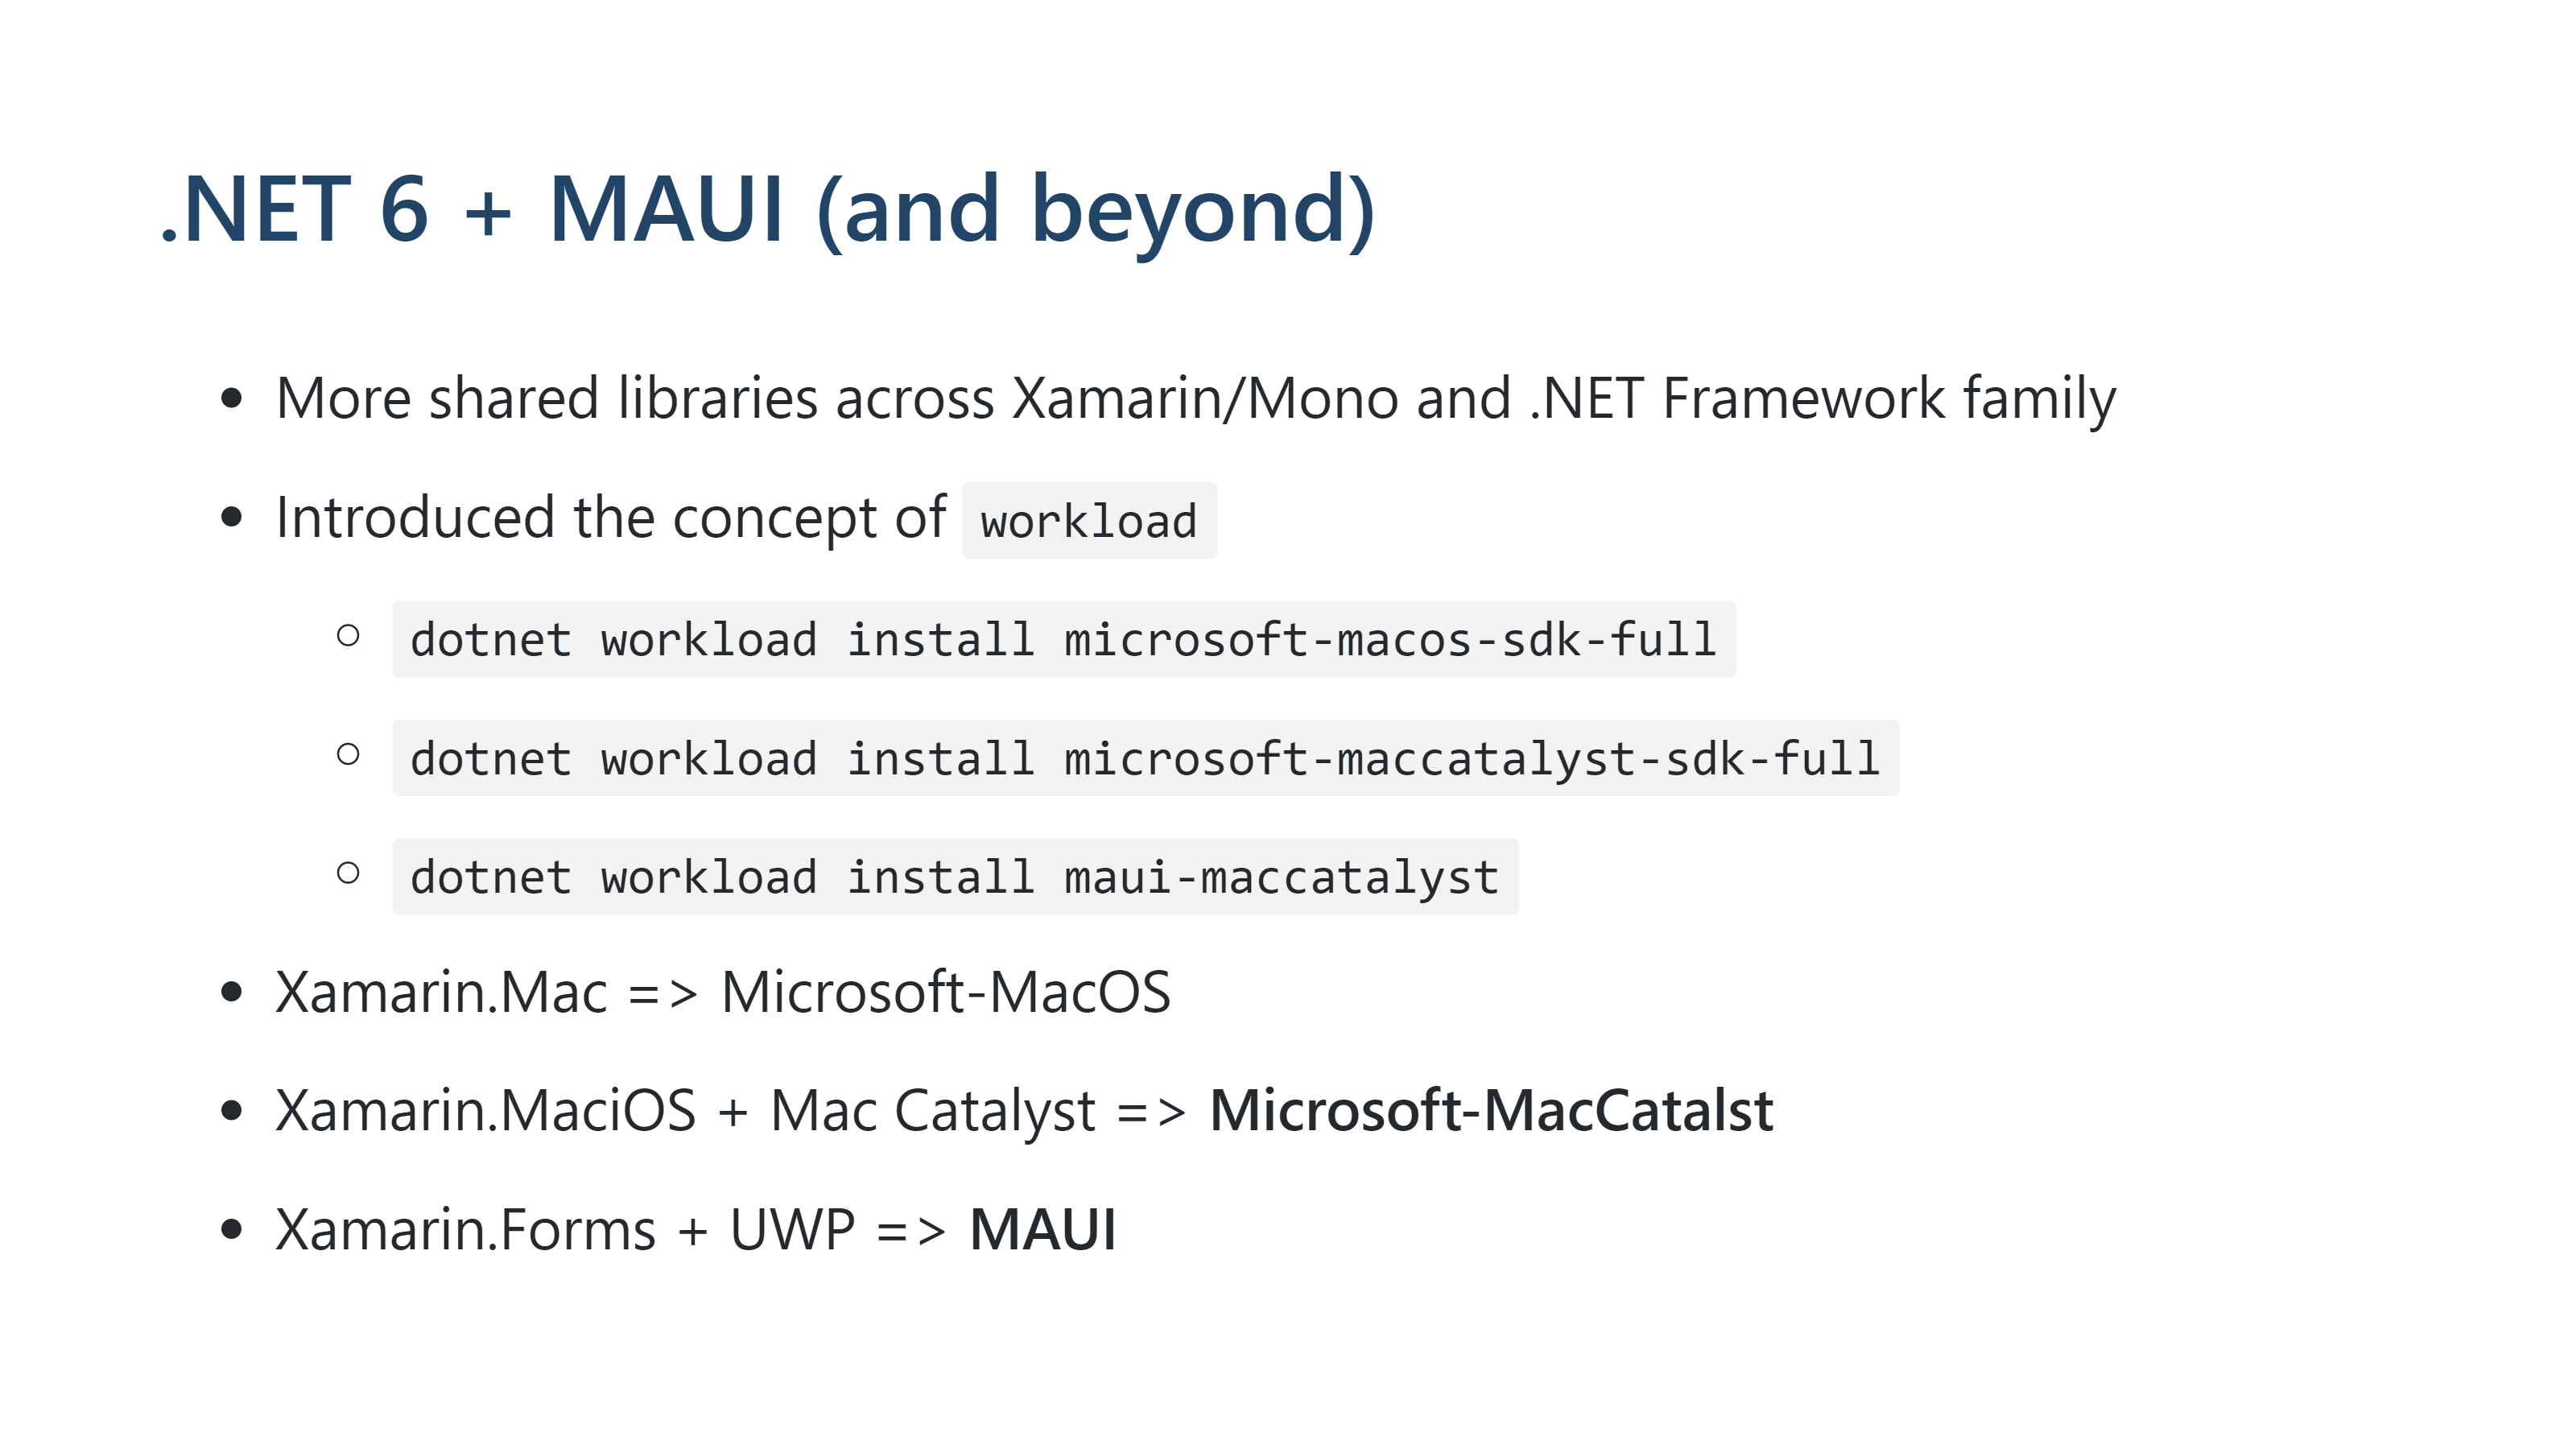 .NET 6 + MAUI (and beyond)
More shared libraries across Xamarin/Mono and .NET Framework family
Introduced the concept of workload
dotnet workload install microsoft-macos-sdk-full
dotnet workload install microsoft-maccatalyst-sdk-full
dotnet workload install maui-maccatalyst
Xamarin.Mac => Microsoft-MacOS
Xamarin.MaciOS + Mac Catalyst => Microsoft-MacCatalst
Xamarin.Forms + UWP => MAUI